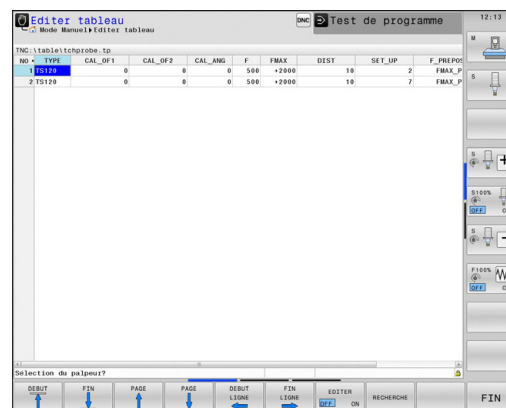 Editer tableau
DNC
Test de programme
12:13
Mode Manuel Editer tableau
TNC:\table\tchprobe.tp
NO TYPE CAL_OF1 CAL_OF2 CAL_ANG F FMAX DIST SET_UP F_PREPOS
1 TS120 0 0 0 500 +2000 10 2 FMAX_P
2 TS120 0 0 0 500 +2000 10 7 FMAX_P
M
S
S
S100%
OFF O
S
F100% W
OFF O
Sélection du palpeur?
DEBUT FIN PAGE PAGE DEBUT LIGNE FIN LIGNE EDITER OFF ON RECHERCHE FIN